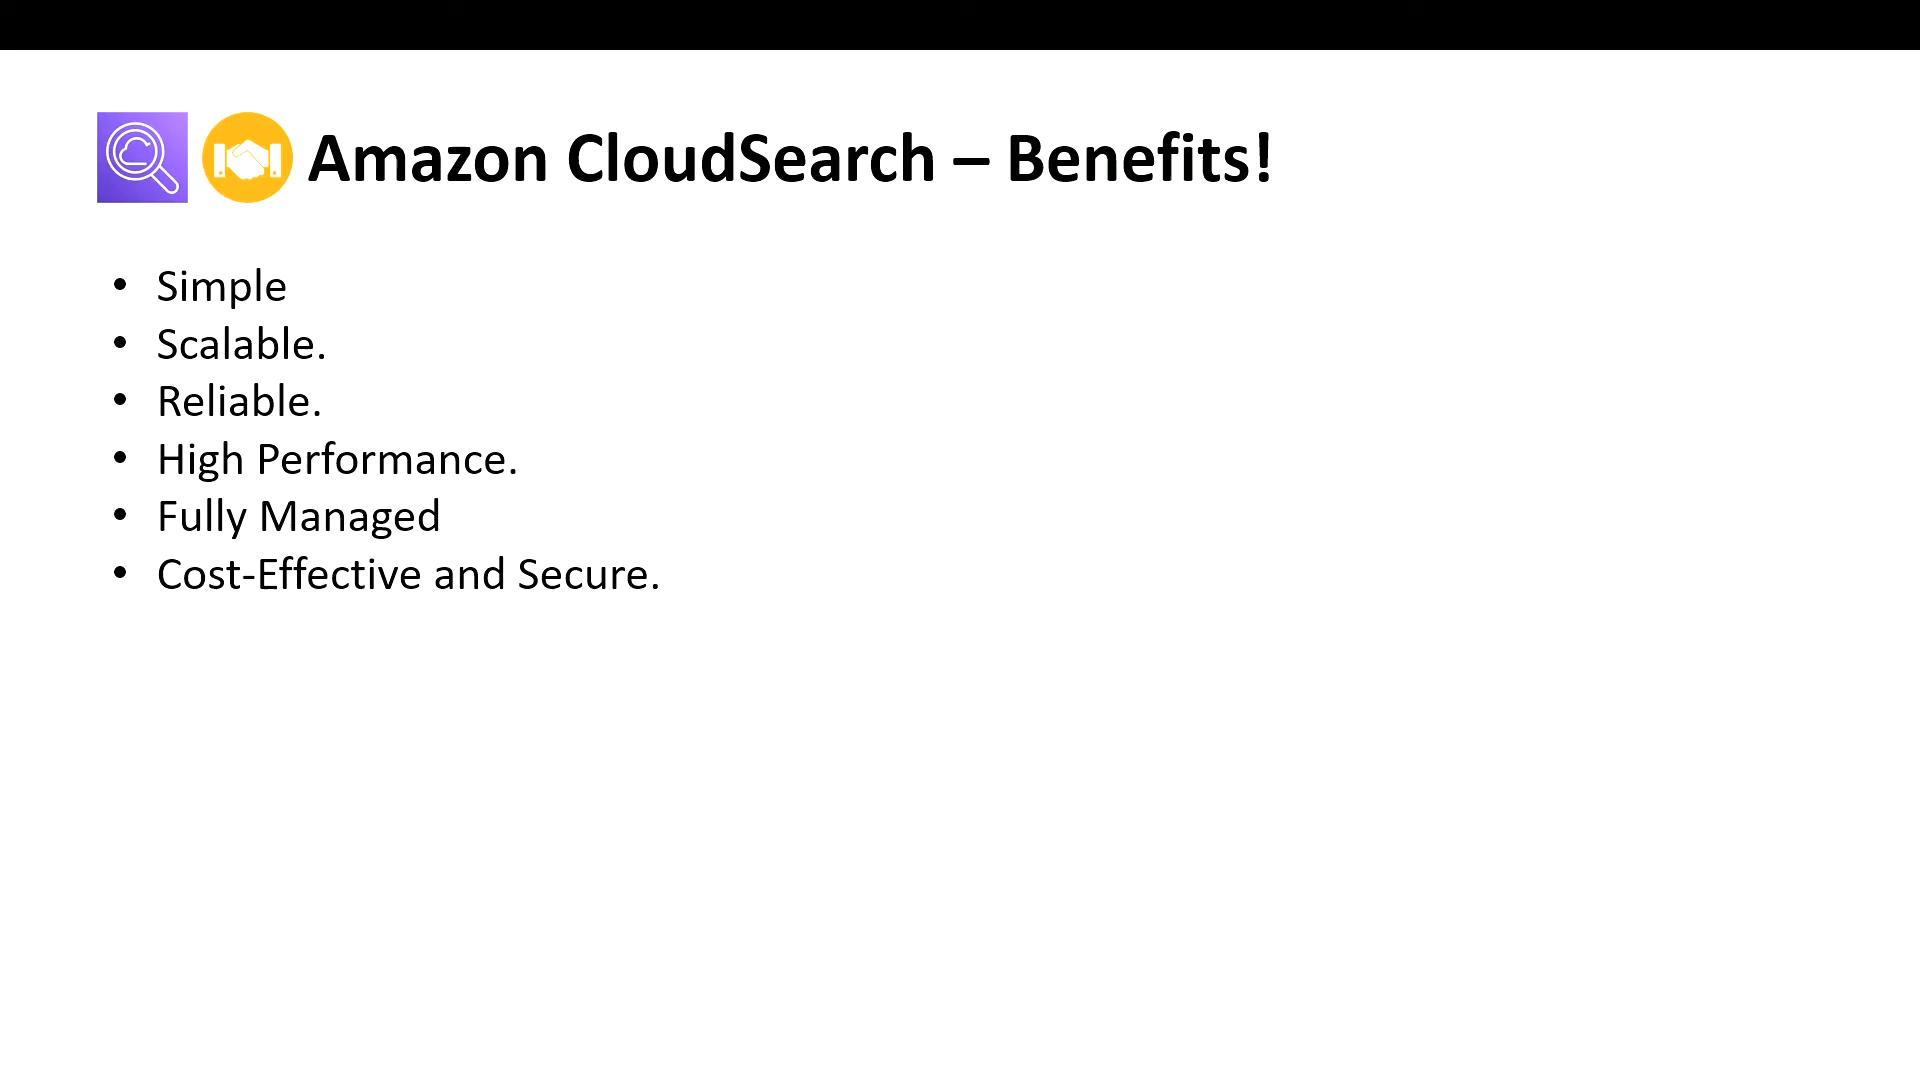 Amazon CloudSearch – Benefits!
• Simple
• Scalable.
• Reliable.
• High Performance.
• Fully Managed
• Cost-Effective and Secure.